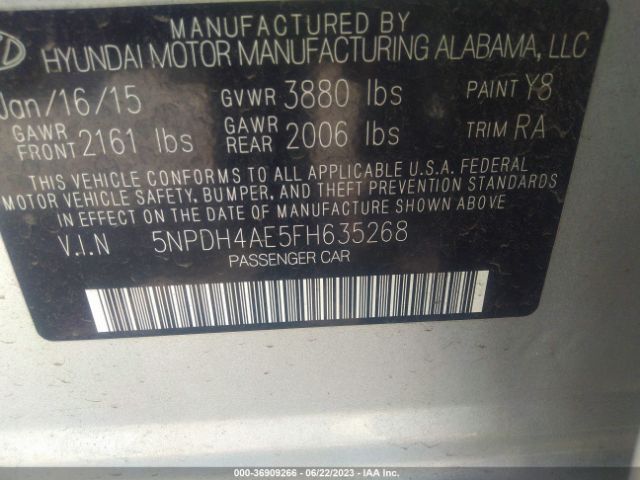 MANUFACTURED BY
HYUNDAI MOTOR MANUFACTURING ALABAMA, LLC
Jan/16/15 GVWR 3880 lbs PAINT Y8
GAWR FRONT 2161 lbs GAWR REAR 2006 lbs TRIM RA
THIS VEHICLE CONFORMS TO ALL APPLICABLE U.S.A. FEDERAL
MOTOR VEHICLE SAFETY, BUMPER, AND THEFT PREVENTION STANDARDS
IN EFFECT ON THE DATE OF MANUFACTURE SHOWN ABOVE.
V.I.N 5NPDH4AE5FH635268
PASSENGER CAR
000-36909266 - 06/22/2023 - IAA Inc.